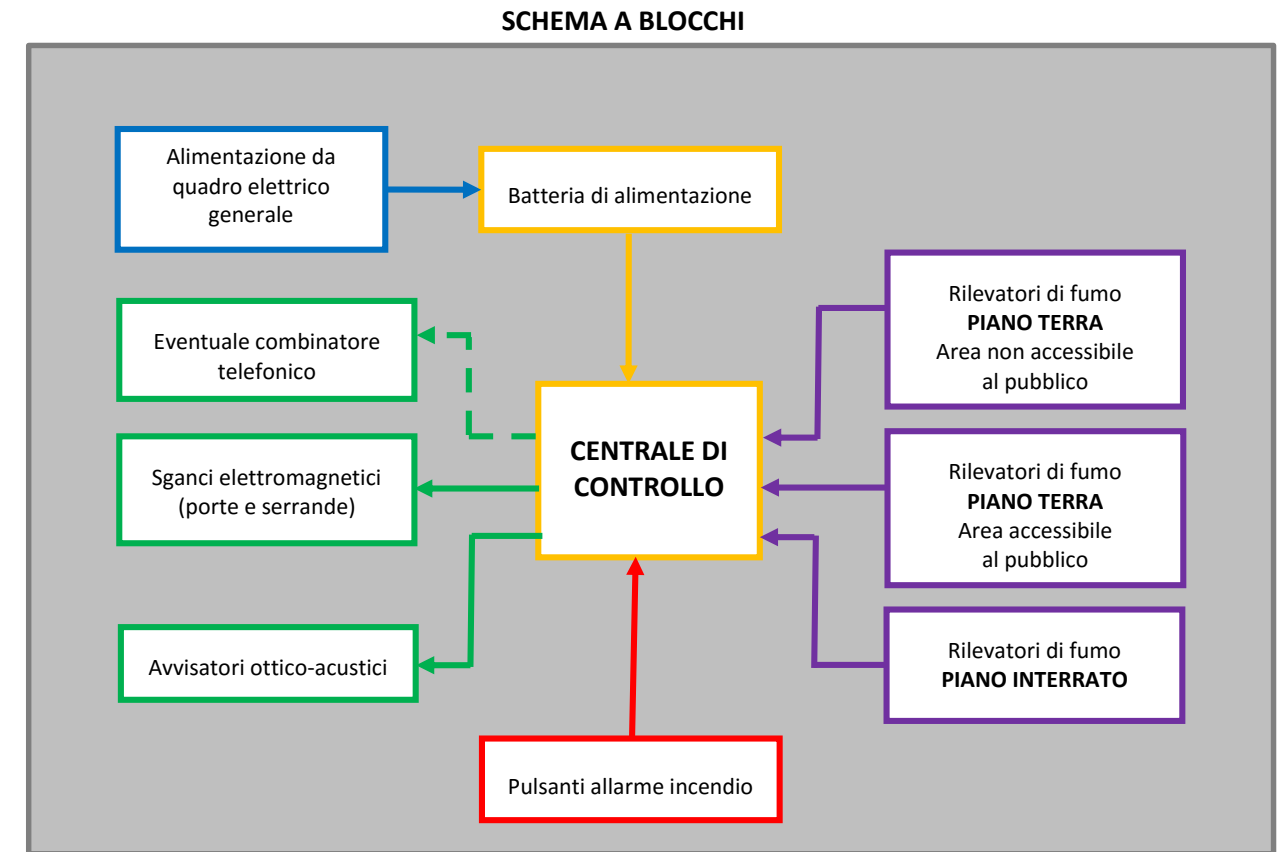 SCHEMA A BLOCCHI
Alimentazione da
quadro elettrico
generale
Batteria di alimentazione
Eventuale combinatore
telefonico
Sganci elettromagnetici
(porte e serrande)
Avvisatori ottico-acustici
CENTRALE DI
CONTROLLO
Pulsanti allarme incendio
Rilevatori di fumo
PIANO TERRA
Area non accessibile
al pubblico
Rilevatori di fumo
PIANO TERRA
Area accessibile
al pubblico
Rilevatori di fumo
PIANO INTERRATO